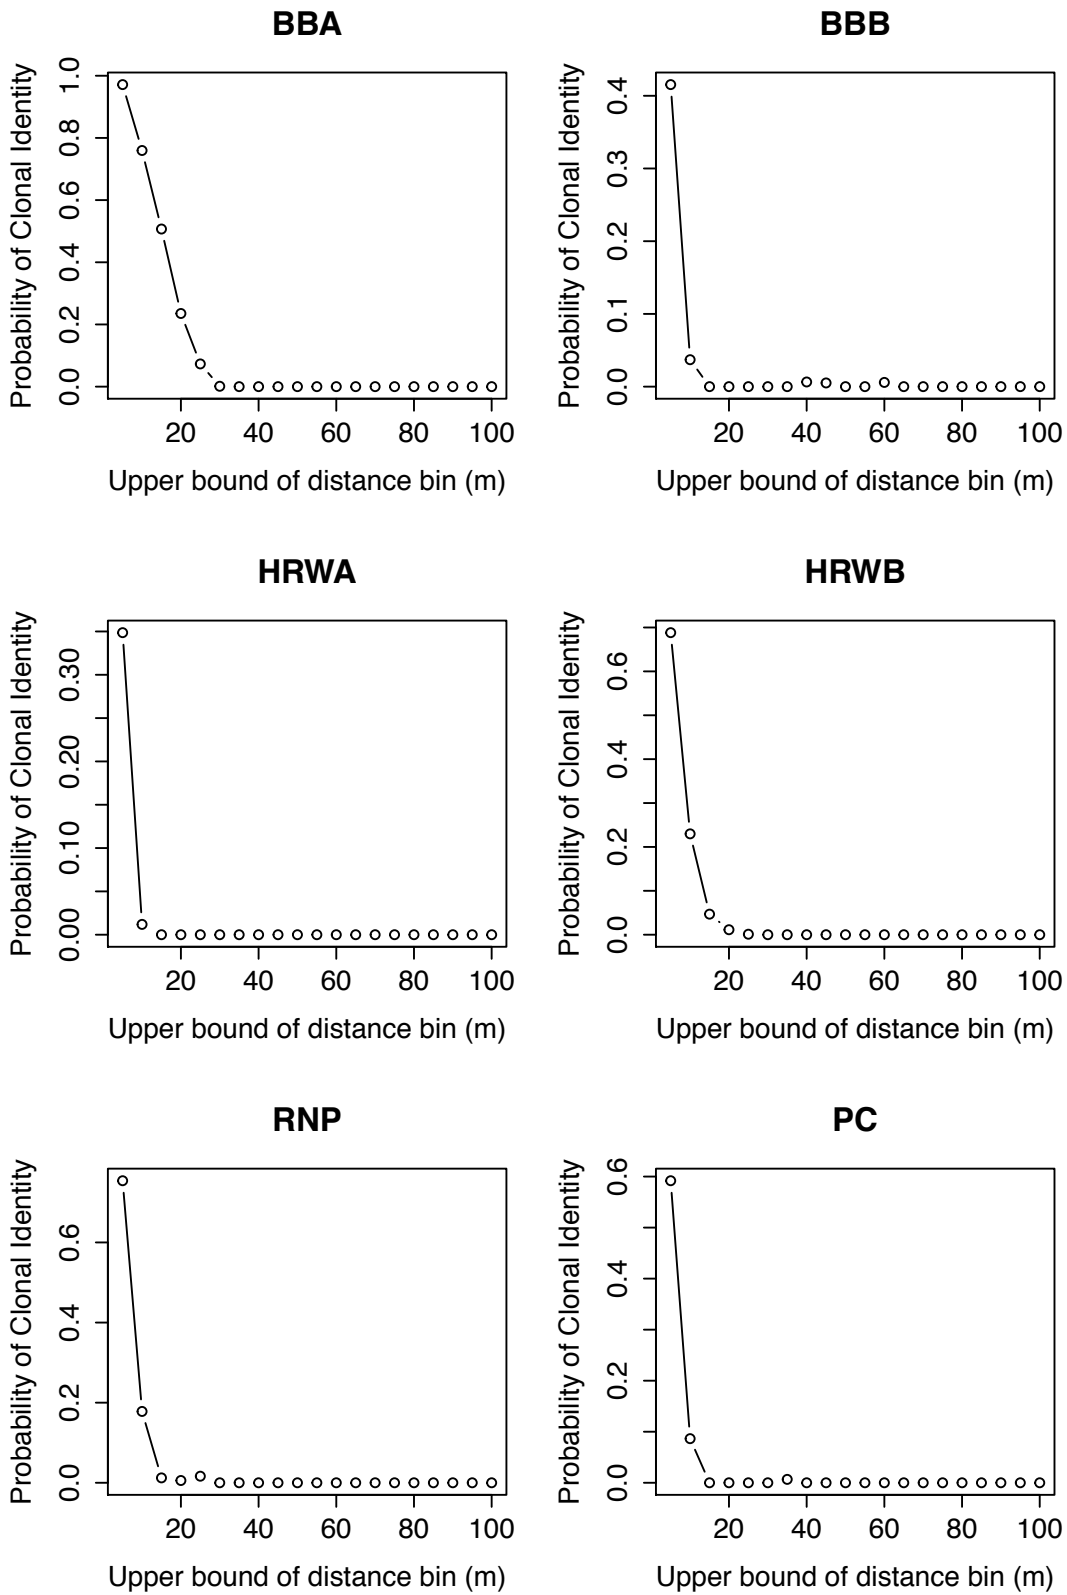 BBA
Probability of Clonal Identity
0.0 0.2 0.4 0.6 0.8 1.0
20 40 60 80 100
Upper bound of distance bin (m)
BBB
Probability of Clonal Identity
0.0 0.1 0.2 0.3 0.4
20 40 60 80 100
Upper bound of distance bin (m)
HRWA
Probability of Clonal Identity
0.00 0.10 0.20 0.30
20 40 60 80 100
Upper bound of distance bin (m)
HRWB
Probability of Clonal Identity
0.0 0.2 0.4 0.6
20 40 60 80 100
Upper bound of distance bin (m)
RNP
Probability of Clonal Identity
0.0 0.2 0.4 0.6
20 40 60 80 100
Upper bound of distance bin (m)
PC
Probability of Clonal Identity
0.0 0.2 0.4 0.6
20 40 60 80 100
Upper bound of distance bin (m)